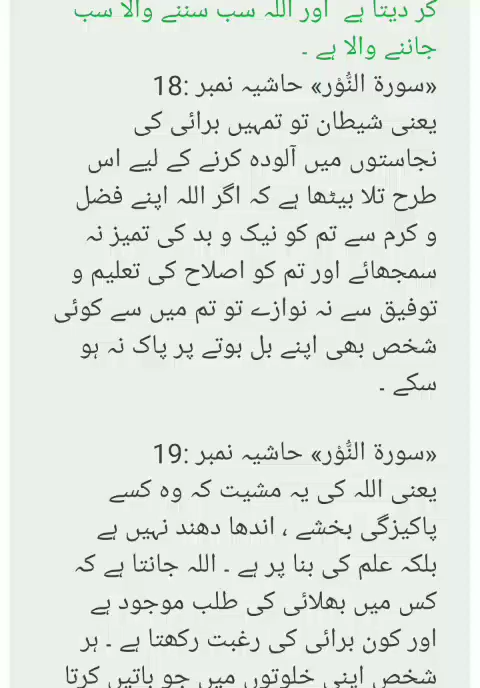 کر دیتا ہے اور اللہ سب سننے والا سب
جاننے والا ہے ۔
«سورة النُّوْر» حاشیہ نمبر :18
یعنی شیطان تو تمہیں برائی کی
نجاستوں میں آلودہ کرنے کے لیے اس
طرح تلا بیٹھا ہے کہ اگر اللہ اپنے فضل
و کرم سے تم کو نیک و بد کی تمیز نہ
سمجھائے اور تم کو اصلاح کی تعلیم و
توفیق سے نہ نوازے تو تم میں سے کوئی
شخص بھی اپنے بل بوتے پر پاک نہ ہو
سکے ۔
«سورة النُّوْر» حاشیہ نمبر :19
یعنی اللہ کی یہ مشیت کہ وہ کسے
پاکیزگی بخشے ، اندھا دھند نہیں ہے
بلکہ علم کی بنا پر ہے ۔ اللہ جانتا ہے کہ
کس میں بھلائی کی طلب موجود ہے
اور کون برائی کی رغبت رکھتا ہے ۔ ہر
شخص اپنی خلوتوں میں جو باتیں کرتا